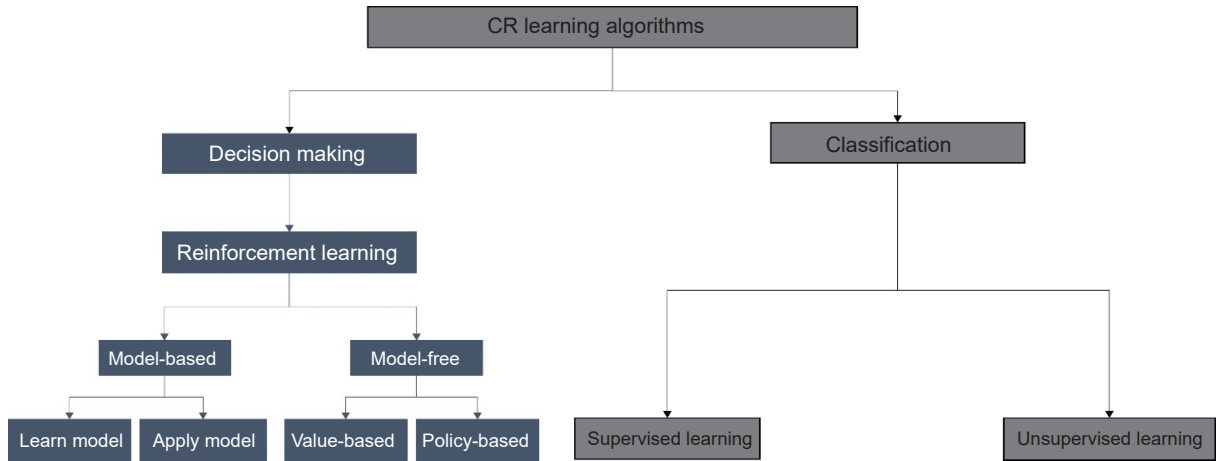 CR learning algorithms
Decision making
Classification
Reinforcement learning
Model-based
Model-free
Learn model
Apply model
Value-based
Policy-based
Supervised learning
Unsupervised learning